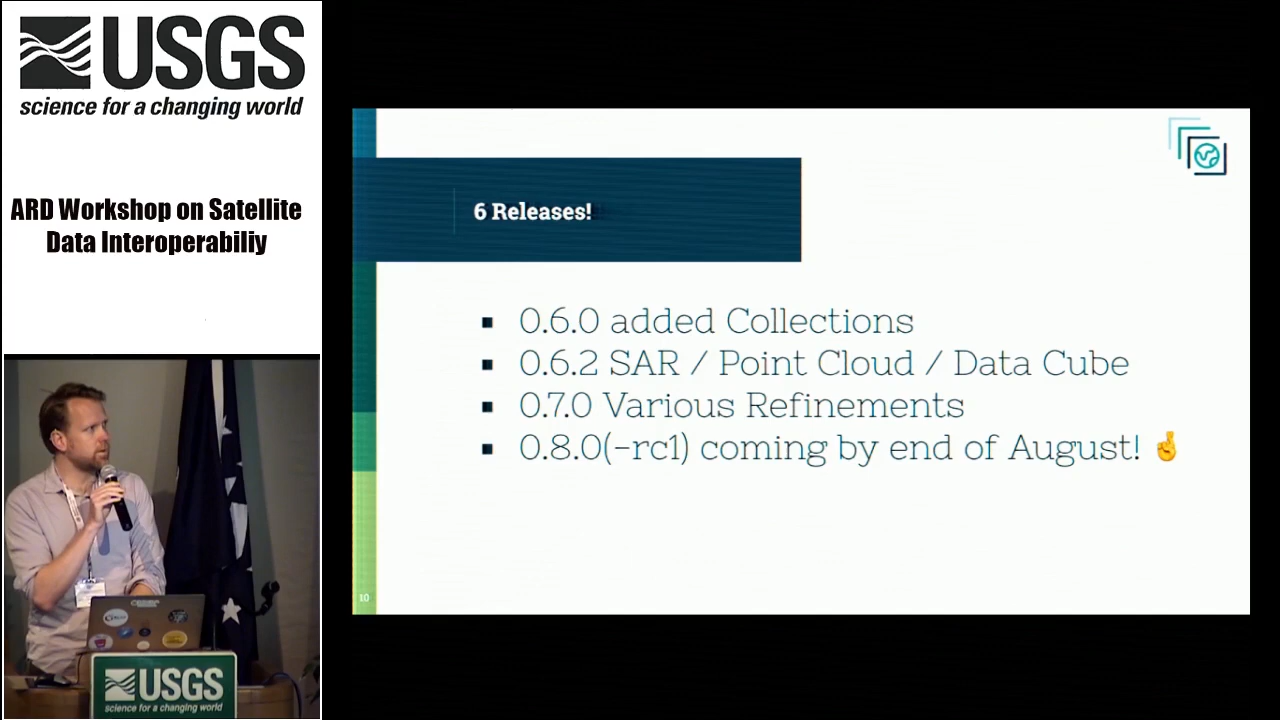 USGS
science for a changing world
ARD Workshop on Satellite
Data Interoperabiliy
6 Releases!
▪ 0.6.0 added Collections
▪ 0.6.2 SAR / Point Cloud / Data Cube
▪ 0.7.0 Various Refinements
▪ 0.8.0(-rc1) coming by end of August! 🤞
10
USGS
science for a changing world